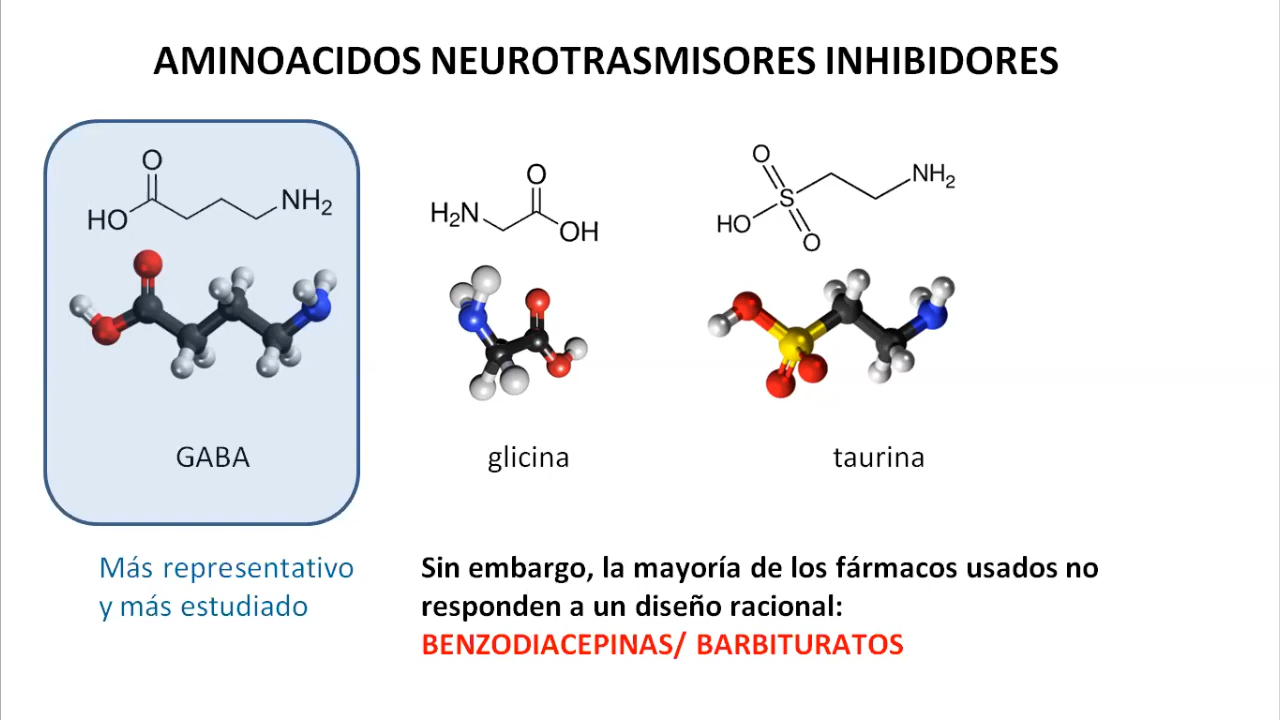 AMINOACIDOS NEUROTRASMISORES INHIBIDORES
O
HO
NH2
H2N
O
OH
O
S
HO
O
NH2
GABA
glicina
taurina
Más representativo
y más estudiado
Sin embargo, la mayoría de los fármacos usados no
responden a un diseño racional:
BENZODIACEPINAS/ BARBITURATOS